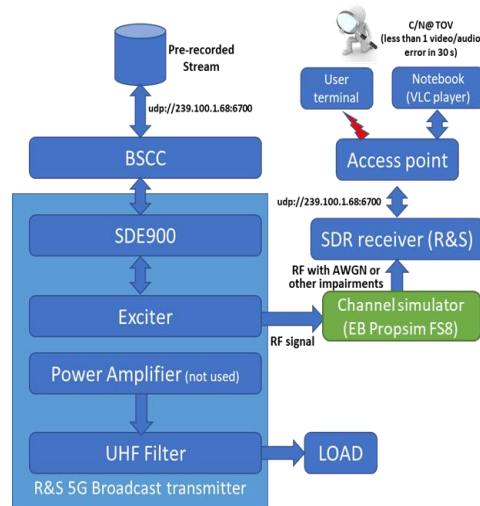 Pre-recorded
Stream
udp://239.100.1.68:6700
BSCC
SDE900
Exciter
Power Amplifier (not used)
UHF Filter
R&S 5G Broadcast transmitter
LOAD
RF signal
C/N@ TOV
(less than 1 video/audio
error in 30 s)
User
terminal
Notebook
(VLC player)
Access point
udp://239.100.1.68:6700
SDR receiver (R&S)
RF with AWGN or
other impairments
Channel simulator
(EB Propsim FS8)